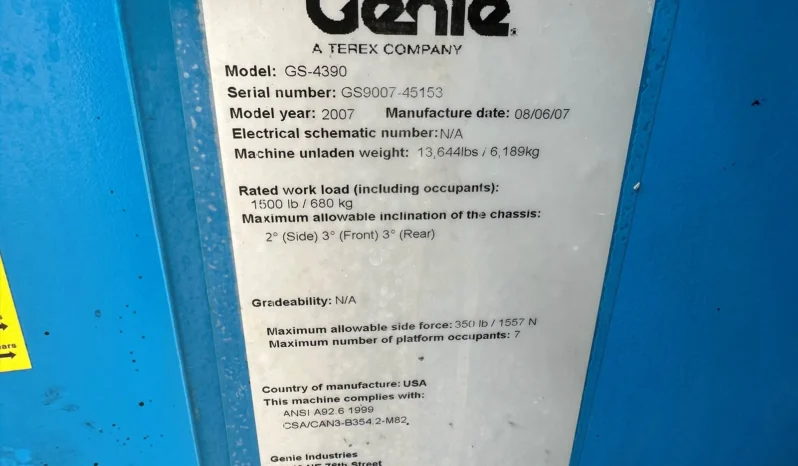 Genie
A TEREX COMPANY
Model: GS-4390
Serial number: GS9007-45153
Model year: 2007 Manufacture date: 08/06/07
Electrical schematic number:N/A
Machine unladen weight: 13,644lbs / 6,189kg
Rated work load (including occupants):
1500 lb / 680 kg
Maximum allowable inclination of the chassis:
2° (Side) 3° (Front) 3° (Rear)
Gradeability: N/A
Maximum allowable side force: 350 lb / 1557 N
Maximum number of platform occupants: 7
Country of manufacture: USA
This machine complies with:
ANSI A92.6 1999
CSA/CAN3-B354.2-M82,
Genie Industries
NE 76th Street